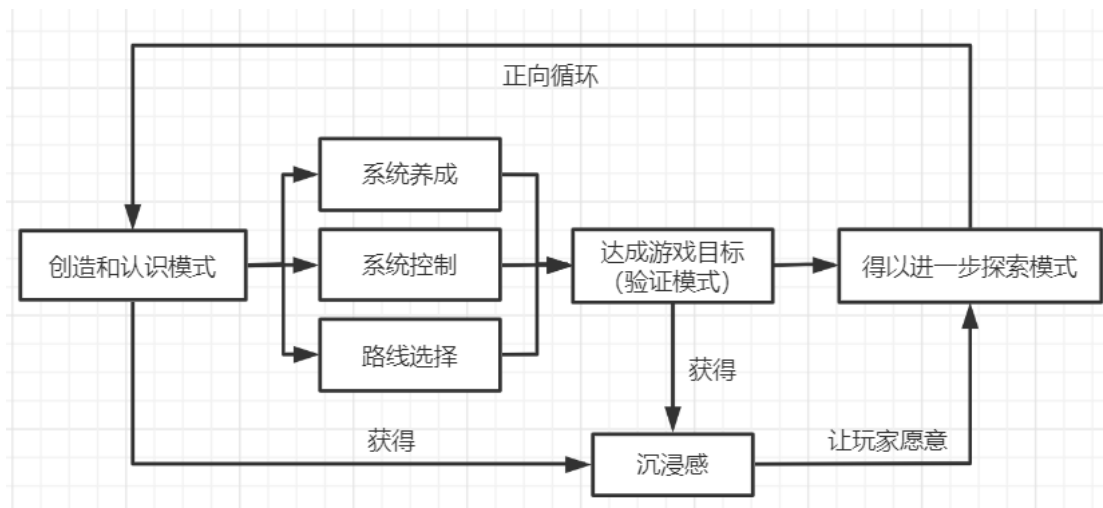 正向循环
系统养成
创造和认识模式
系统控制
达成游戏目标
（验证模式）
得以进一步探索模式
路线选择
获得
获得
沉浸感
让玩家愿意